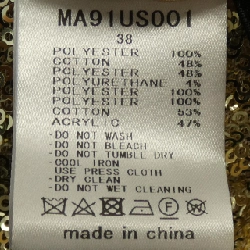 MA91US001
38
POLYESTER 100%
COTTON 48%
POLYESTER 48%
POLYURETHANE 4%
POLYESTER 100%
POLYESTER 100%
COTTON 53%
ACRYLIC 47%
-DO NOT WASH
-DO NOT BLEACH
-DO NOT TUMBLE DRY
-COOL IRON
USE PRESS CLOTH
-DRY CLEAN
-DO NOT WET CLEANING
made in china